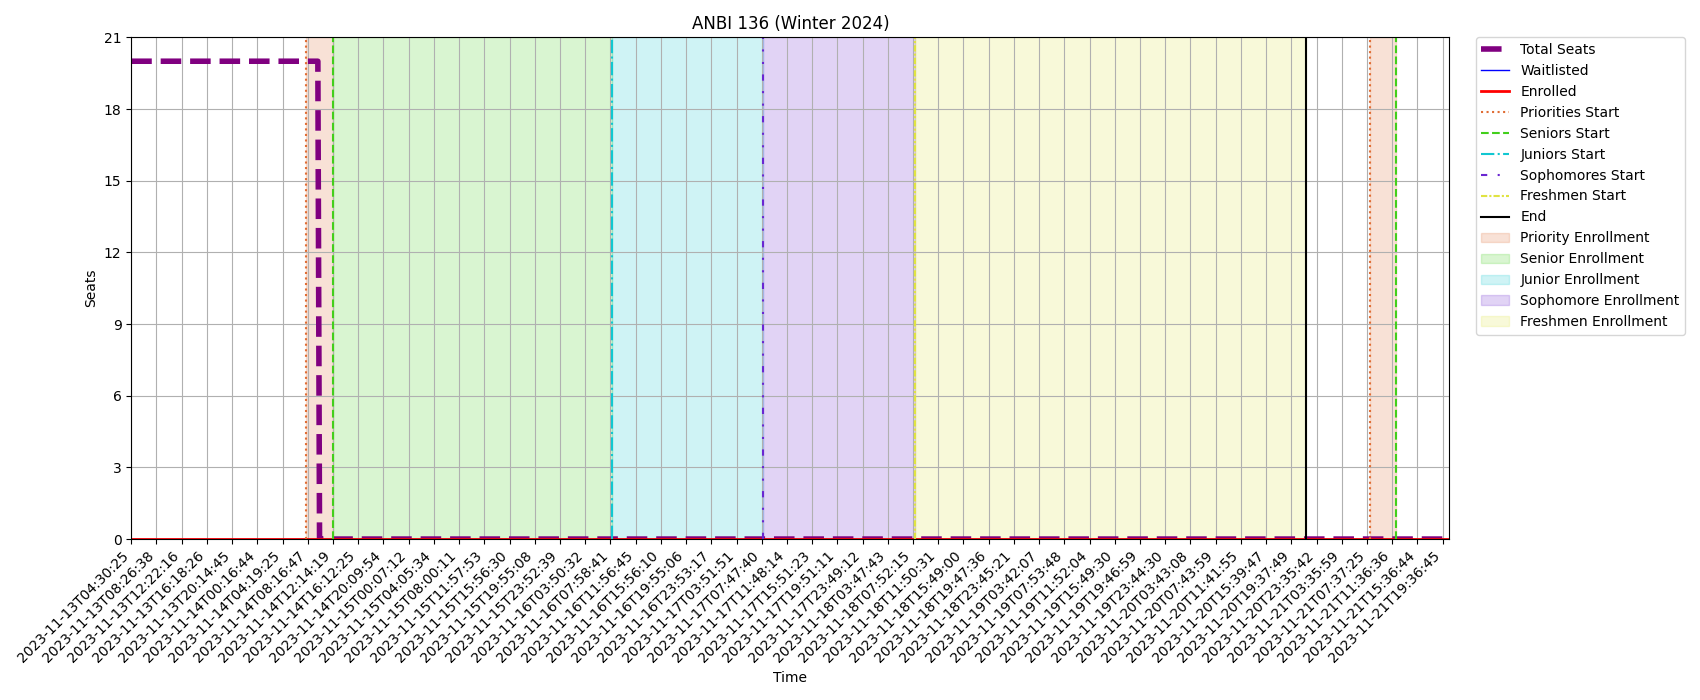 ANBI 136 (Winter 2024)
21
18
15
12
9
6
3
0
Seats
2023-11-13T04:30:25
2023-11-13T08:26:38
2023-11-13T12:22:16
2023-11-13T16:18:26
2023-11-13T20:14:45
2023-11-14T00:16:44
2023-11-14T04:19:25
2023-11-14T08:16:47
2023-11-14T12:14:19
2023-11-14T16:12:25
2023-11-14T20:09:54
2023-11-15T00:07:12
2023-11-15T04:05:34
2023-11-15T08:00:11
2023-11-15T11:57:53
2023-11-15T15:56:30
2023-11-15T19:55:08
2023-11-15T23:52:39
2023-11-16T03:50:32
2023-11-16T07:58:41
2023-11-16T11:56:45
2023-11-16T15:56:10
2023-11-16T19:55:06
2023-11-16T23:53:17
2023-11-17T03:51:51
2023-11-17T07:47:40
2023-11-17T11:48:14
2023-11-17T15:51:23
2023-11-17T19:51:11
2023-11-17T23:49:12
2023-11-18T03:47:43
2023-11-18T07:52:15
2023-11-18T11:50:31
2023-11-18T15:49:00
2023-11-18T19:47:36
2023-11-18T23:45:21
2023-11-19T03:42:07
2023-11-19T07:53:48
2023-11-19T11:52:04
2023-11-19T15:49:30
2023-11-19T19:46:59
2023-11-19T23:44:30
2023-11-20T03:43:08
2023-11-20T07:43:59
2023-11-20T11:41:55
2023-11-20T15:39:47
2023-11-20T19:37:49
2023-11-20T23:35:42
2023-11-21T03:35:59
2023-11-21T07:37:25
2023-11-21T11:36:36
2023-11-21T15:36:44
2023-11-21T19:36:45
Time
Total Seats
Waitlisted
Enrolled
Priorities Start
Seniors Start
Juniors Start
Sophomores Start
Freshmen Start
End
Priority Enrollment
Senior Enrollment
Junior Enrollment
Sophomore Enrollment
Freshmen Enrollment